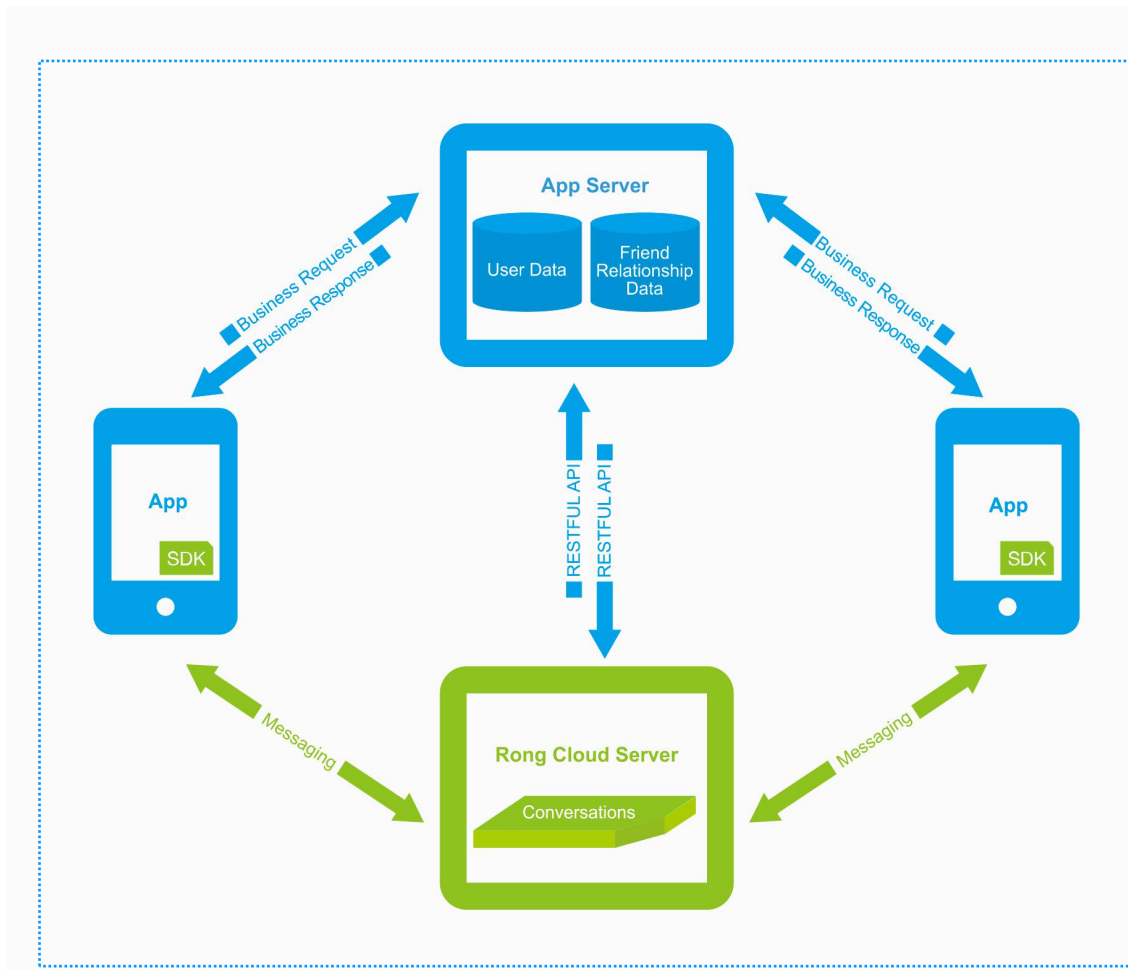 App Server
User Data
Friend
Relationship
Data
Business Request
Business Response
Business Request
Business Response
App
SDK
RESTFUL API
RESTFUL API
App
SDK
Messaging
Messaging
Rong Cloud Server
Conversations